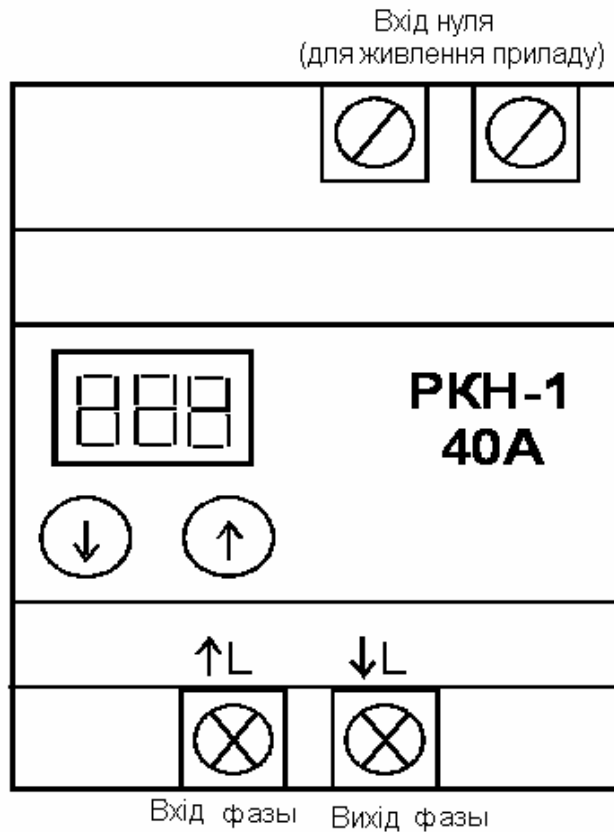 Вхід нуля
(для живлення приладу)
РКН-1
40А
↑L ↓L
Вхід фазы Вихід фазы